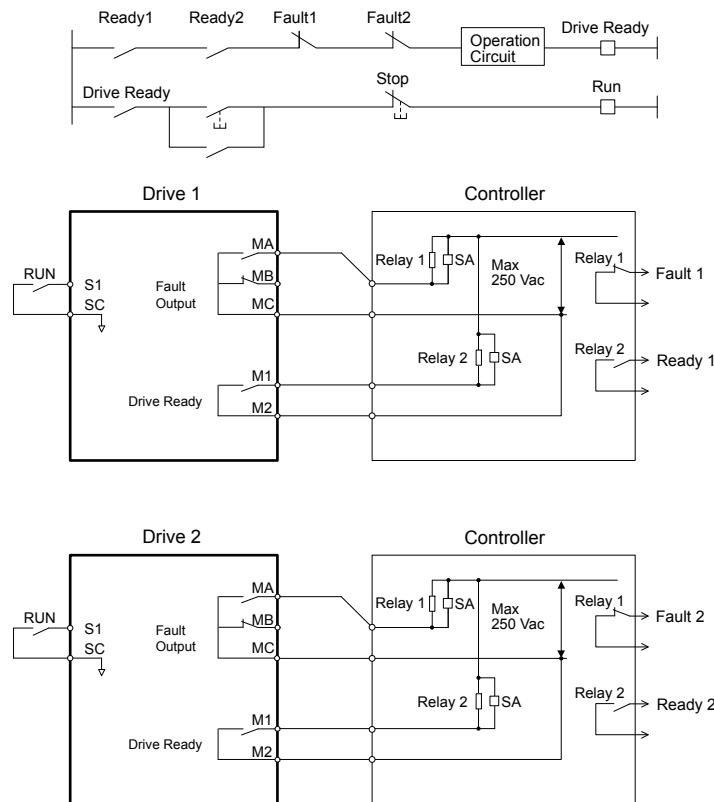 Ready1 Ready2 Fault1 Fault2
Operation
Circuit
Drive Ready
Drive Ready
Stop
Run
Drive 1
Controller
MA
RUN
S1
SC
Fault
Output
MB
MC
Relay 1
SA
Max
250 Vac
Relay 1
Fault 1
Relay 2
SA
Relay 2
Ready 1
M1
Drive Ready
M2
Drive 2
Controller
MA
RUN
S1
SC
Fault
Output
MB
MC
Relay 1
SA
Max
250 Vac
Relay 1
Fault 2
Relay 2
SA
Relay 2
Ready 2
M1
Drive Ready
M2